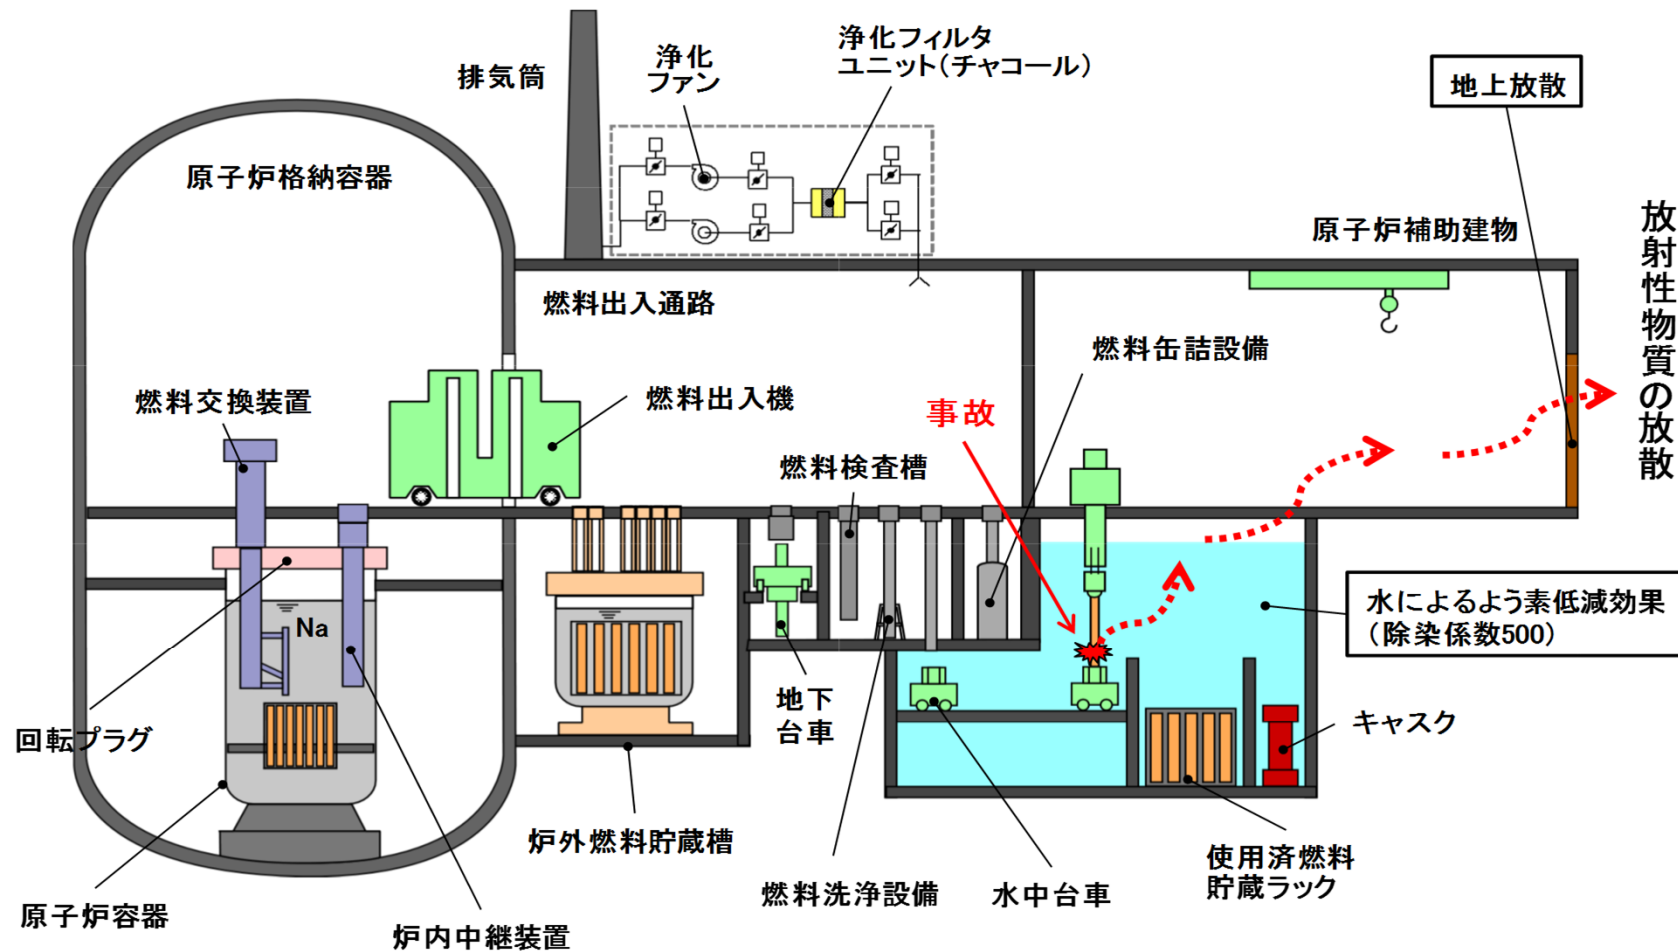 排気筒
浄化
ファン
浄化フィルタ
ユニット(チャコール)
地上放散
原子炉格納容器
原子炉補助建物
放射性物質の放散
燃料出入通路
燃料缶詰設備
燃料交換装置
燃料出入機
事故
燃料検査槽
Na
水によるよう素低減効果
(除染係数500)
地下
台車
キャスク
回転プラグ
炉外燃料貯蔵槽
使用済燃料
貯蔵ラック
燃料洗浄設備
水中台車
原子炉容器
炉内中継装置